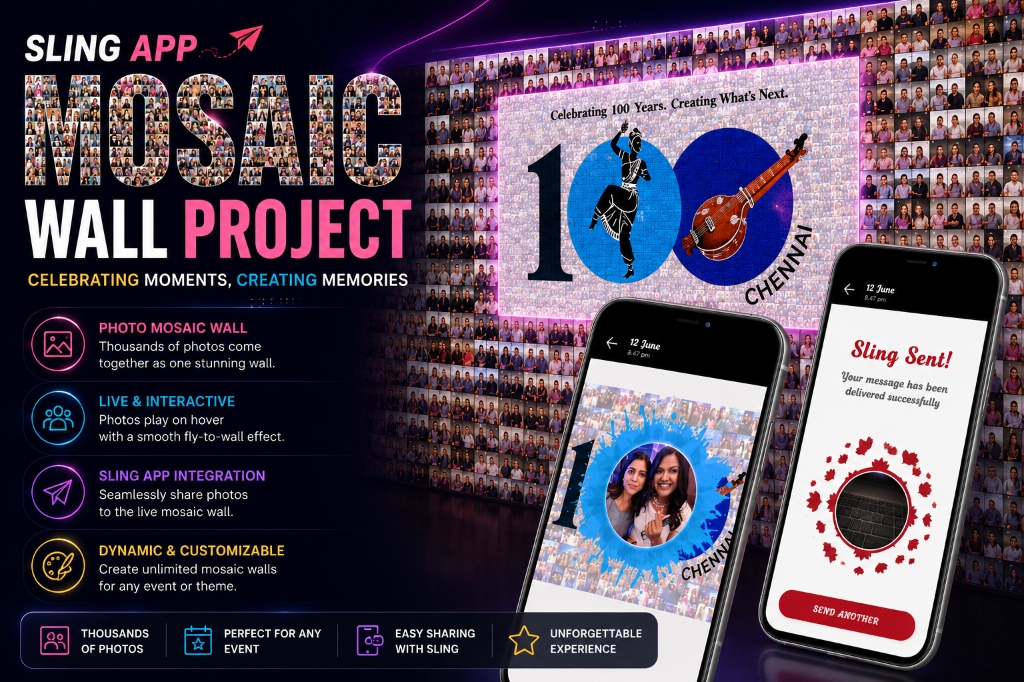 SLING APP
MOSAIC
WALL PROJECT
CELEBRATING MOMENTS, CREATING MEMORIES
PHOTO MOSAIC WALL
Thousands of photos come
together as one stunning wall.
LIVE & INTERACTIVE
Photos play on hover
with a smooth fly-to-wall effect.
SLING APP INTEGRATION
Seamlessly share photos
to the live mosaic wall.
DYNAMIC & CUSTOMIZABLE
Create unlimited mosaic walls
for any event or theme.
THOUSANDS
OF PHOTOS
PERFECT FOR ANY
EVENT
EASY SHARING
WITH SLING
UNFORGETTABLE
EXPERIENCE
Celebrating 100 Years. Creating What's Next.
100
CHENNAI
12 June
8.47 pm
1
CHENNAI
12 June
8.47 pm
Sling Sent!
Your message has been
delivered successfully
SEND ANOTHER